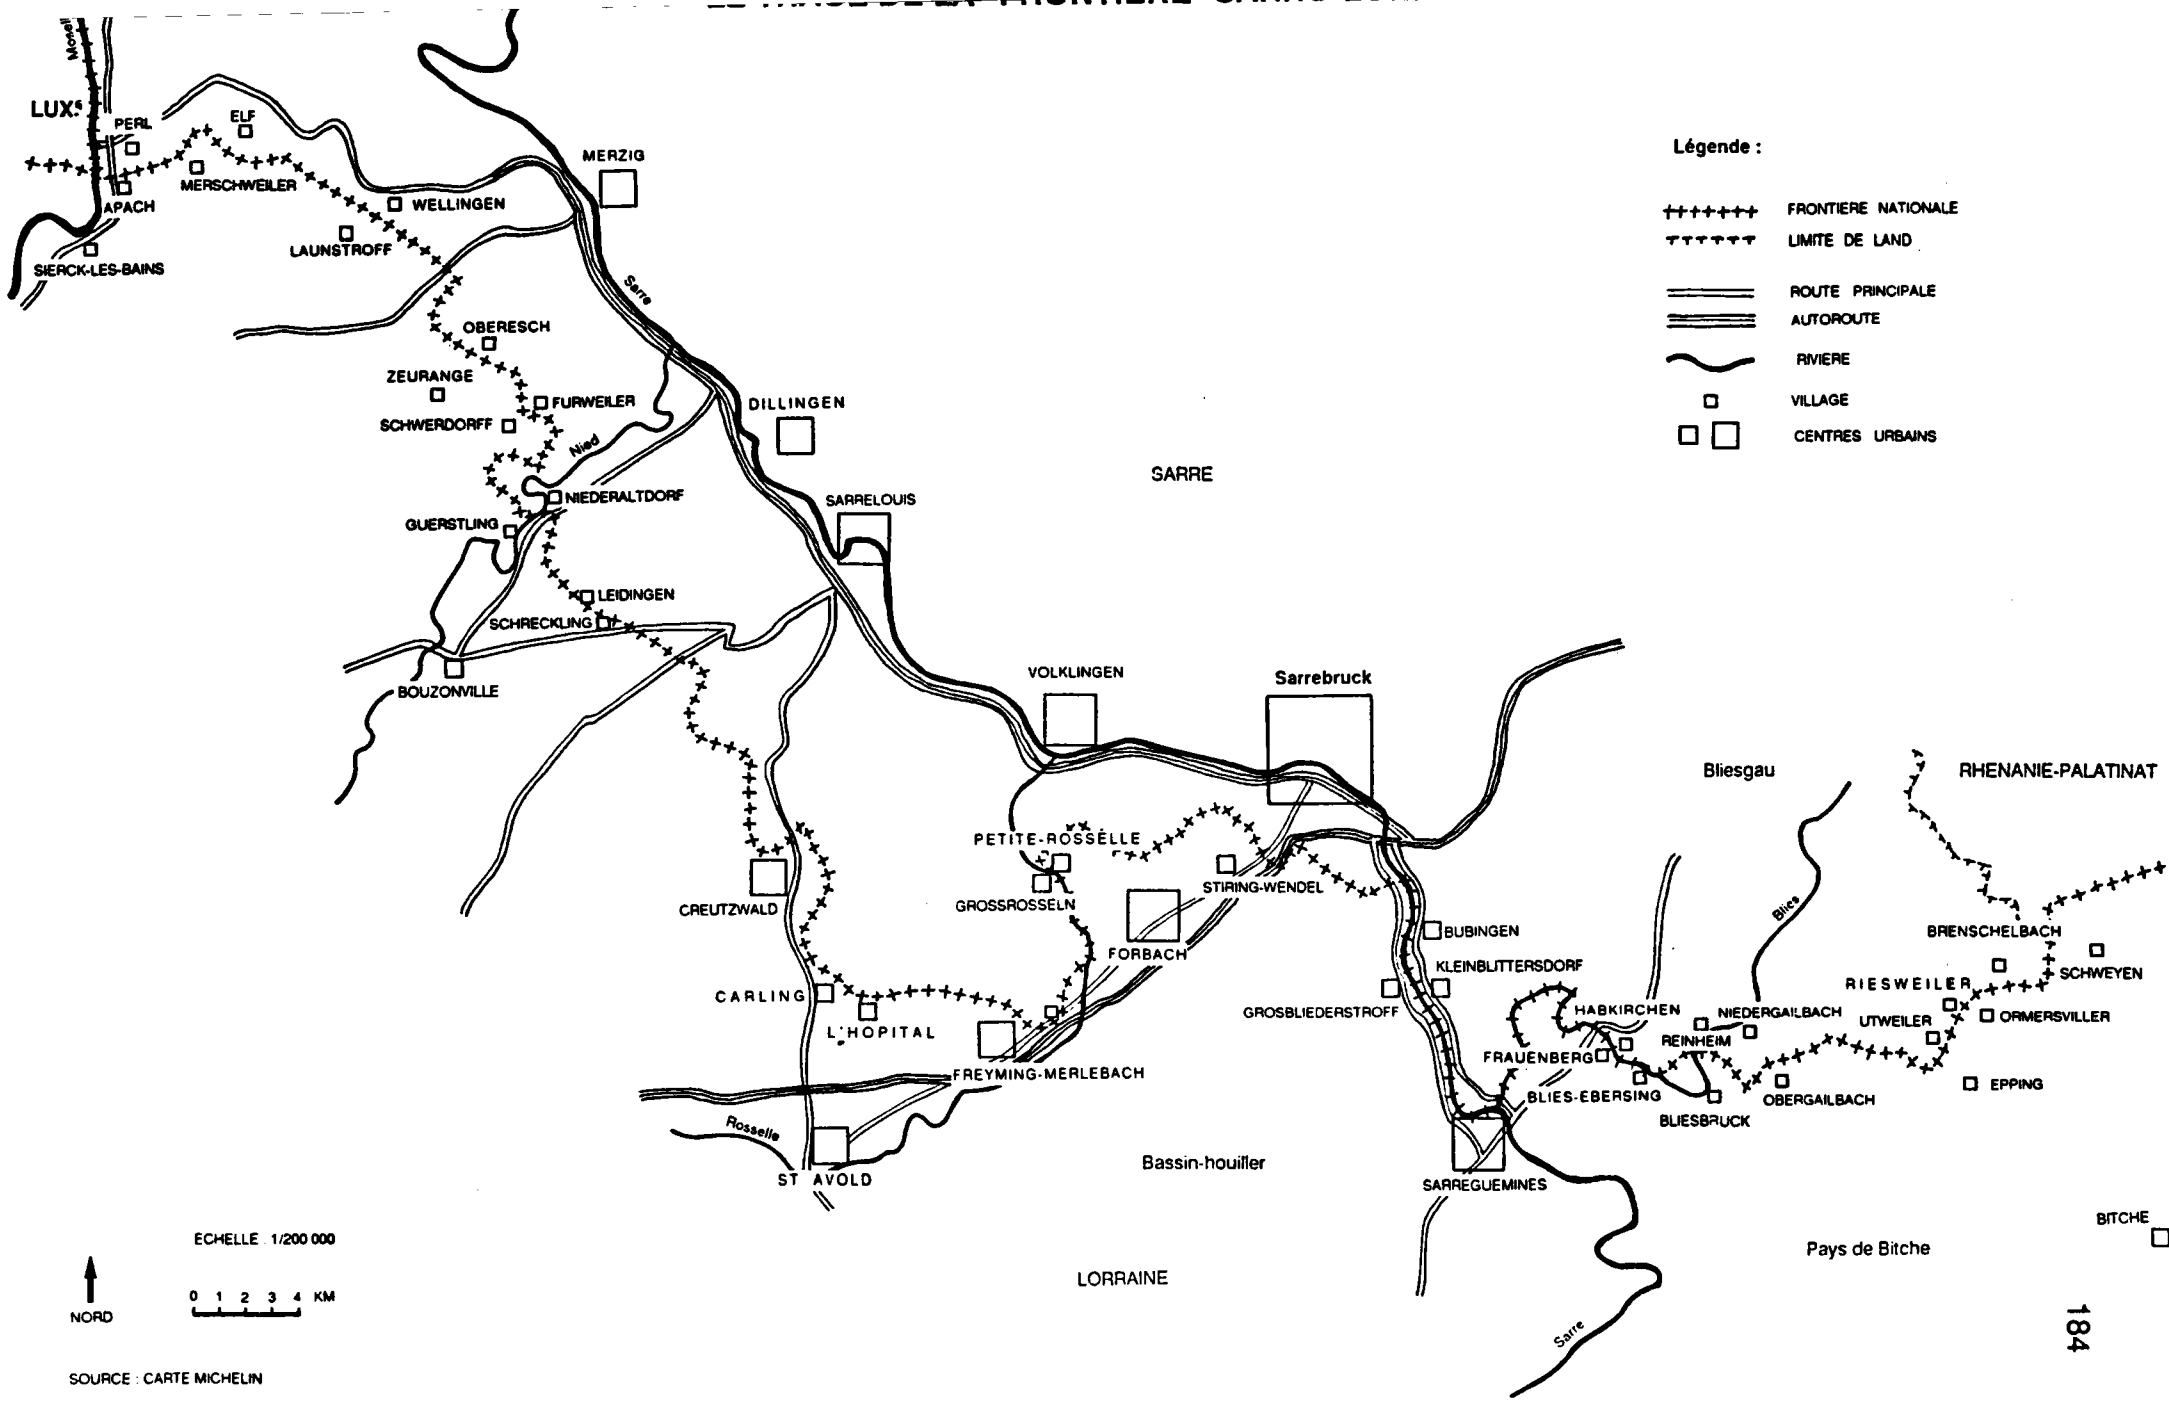 FRONTIERE
Moselle
LUX.
PERL
ELF
MERSCHWEILER
APACH
SIERCK-LES-BAINS
MERZIG
WELLINGEN
LAUNSTROFF
Sarre
OBERESCH
ZEURANGE
FURWEILER
SCHWERDORFF
Nied
NIEDERALTDORF
GUERSTLING
LEIDINGEN
SCHRECKLING
BOUZONVILLE
DILLINGEN
SARRELOUIS
SARRE
VOLKLINGEN
Sarrebruck
Légende :
FRONTIERE NATIONALE
LIMITE DE LAND
ROUTE PRINCIPALE
AUTOROUTE
RIVIERE
VILLAGE
CENTRES URBAINS
Bliesgau
RHENANIE-PALATINAT
PETITE-ROSSELLE
GROSSROSSELN
STIRING-WENDEL
CREUTZWALD
FORBACH
CARLING
L'HOPITAL
FREYMING-MERLEBACH
Rosselle
ST AVOLD
BUBINGEN
KLEINBLITTERSDORF
GROSBLIEDERSTROFF
HABKIRCHEN
FRAUENBERG
BLIES-EBERSING
REINHEIM
BLIESBRUCK
NIEDERGAILBACH
OBERGAILBACH
Blies
BRENSCHELBACH
SCHWEYEN
RIESWEILER
UTWEILER
ORMERSVILLER
EPPING
SARREGUEMINES
Bassin-houiller
LORRAINE
Pays de Bitche
BITCHE
Sarre
ECHELLE 1/200 000
0 1 2 3 4 KM
NORD
SOURCE : CARTE MICHELIN
184